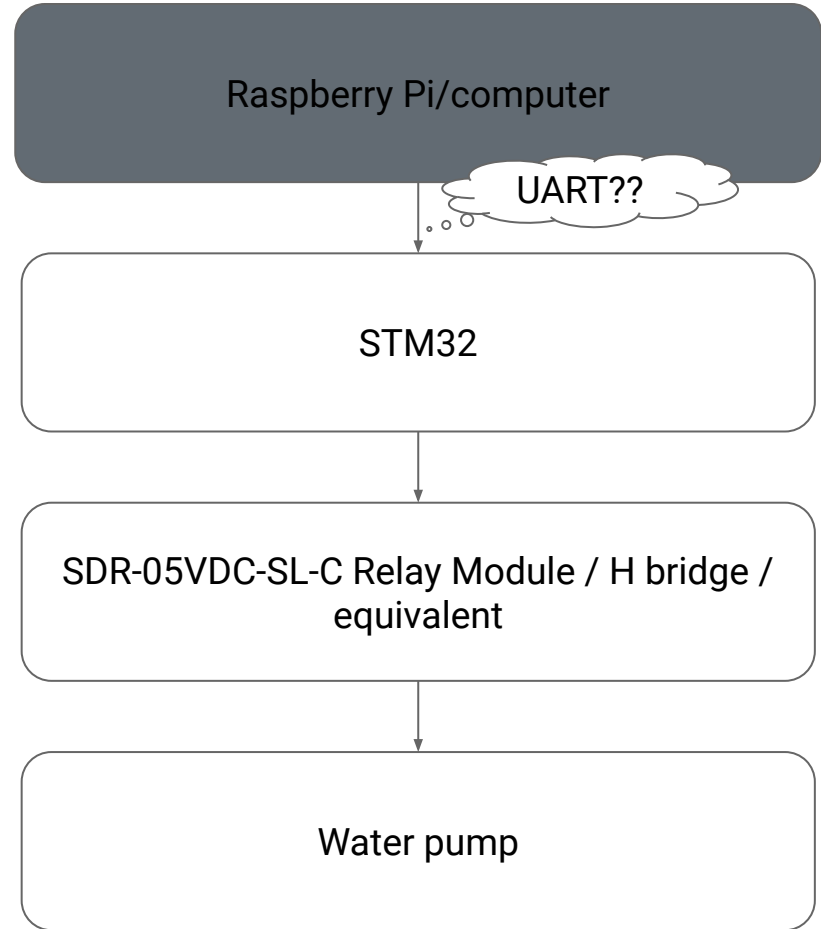 Raspberry Pi/computer
UART??
STM32
SDR-05VDC-SL-C Relay Module / H bridge /
equivalent
Water pump